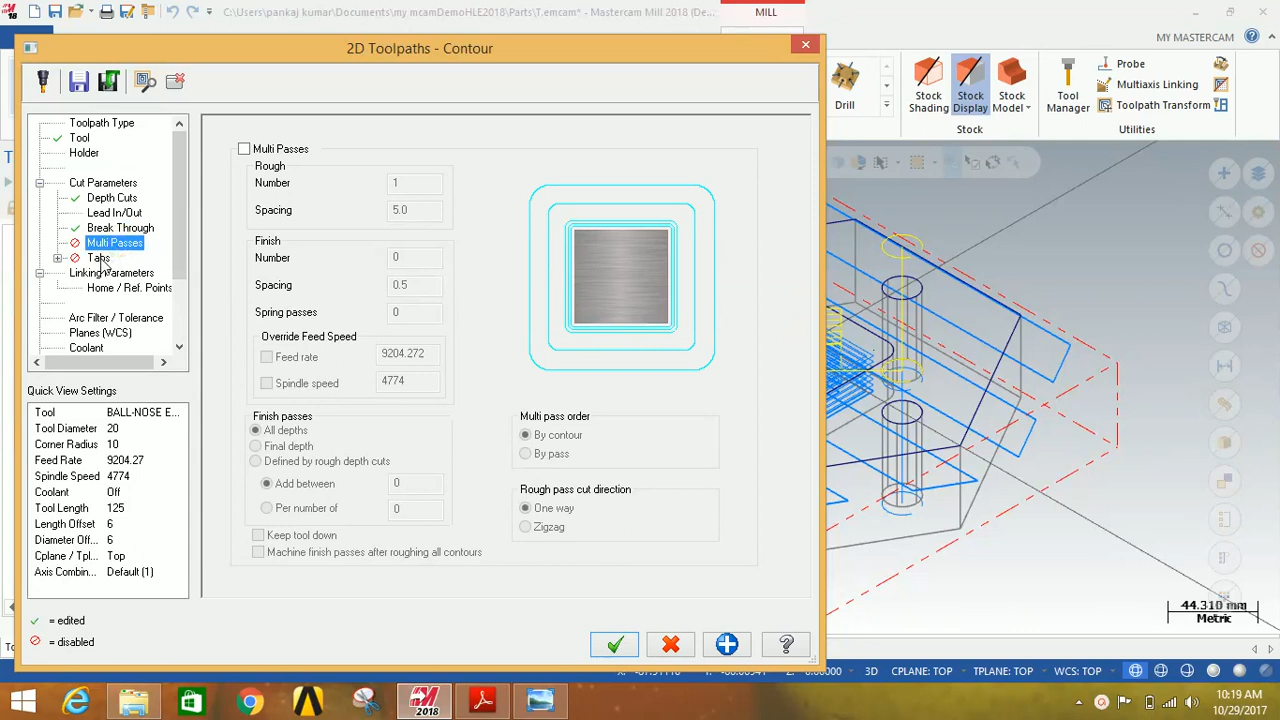 C:\Users\pankaj kumar\Documents\my mcamDemoHLE2018\Parts\T.emcam* - Mastercam Mill 2018 (De...
MILL
MY MASTERCAM
2D Toolpaths - Contour
Drill
Stock Shading
Stock Display
Stock Model
Stock
Tool Manager
Probe
Multiaxis Linking
Toolpath Transform
Utilities
Toolpath Type
Tool
Holder
Cut Parameters
Depth Cuts
Lead In/Out
Break Through
Multi Passes
Tabs
Linking Parameters
Home / Ref. Points
Arc Filter / Tolerance
Planes (WCS)
Coolant
Quick View Settings
Tool BALL-NOSE E...
Tool Diameter 20
Corner Radius 10
Feed Rate 9204.27
Spindle Speed 4774
Coolant Off
Tool Length 125
Length Offset 6
Diameter Off... 6
Cplane / Tpl... Top
Axis Combin... Default (1)
= edited
= disabled
Multi Passes
Rough
Number 1
Spacing 5.0
Finish
Number 0
Spacing 0.5
Spring passes 0
Override Feed Speed
Feed rate 9204.272
Spindle speed 4774
Finish passes
All depths
Final depth
Defined by rough depth cuts
Add between 0
Per number of 0
Keep tool down
Machine finish passes after roughing all contours
Multi pass order
By contour
By pass
Rough pass cut direction
One way
Zigzag
44.310 mm
Metric
3D CPLANE: TOP TPLANE: TOP WCS: TOP
2018
10:19 AM
10/29/2017